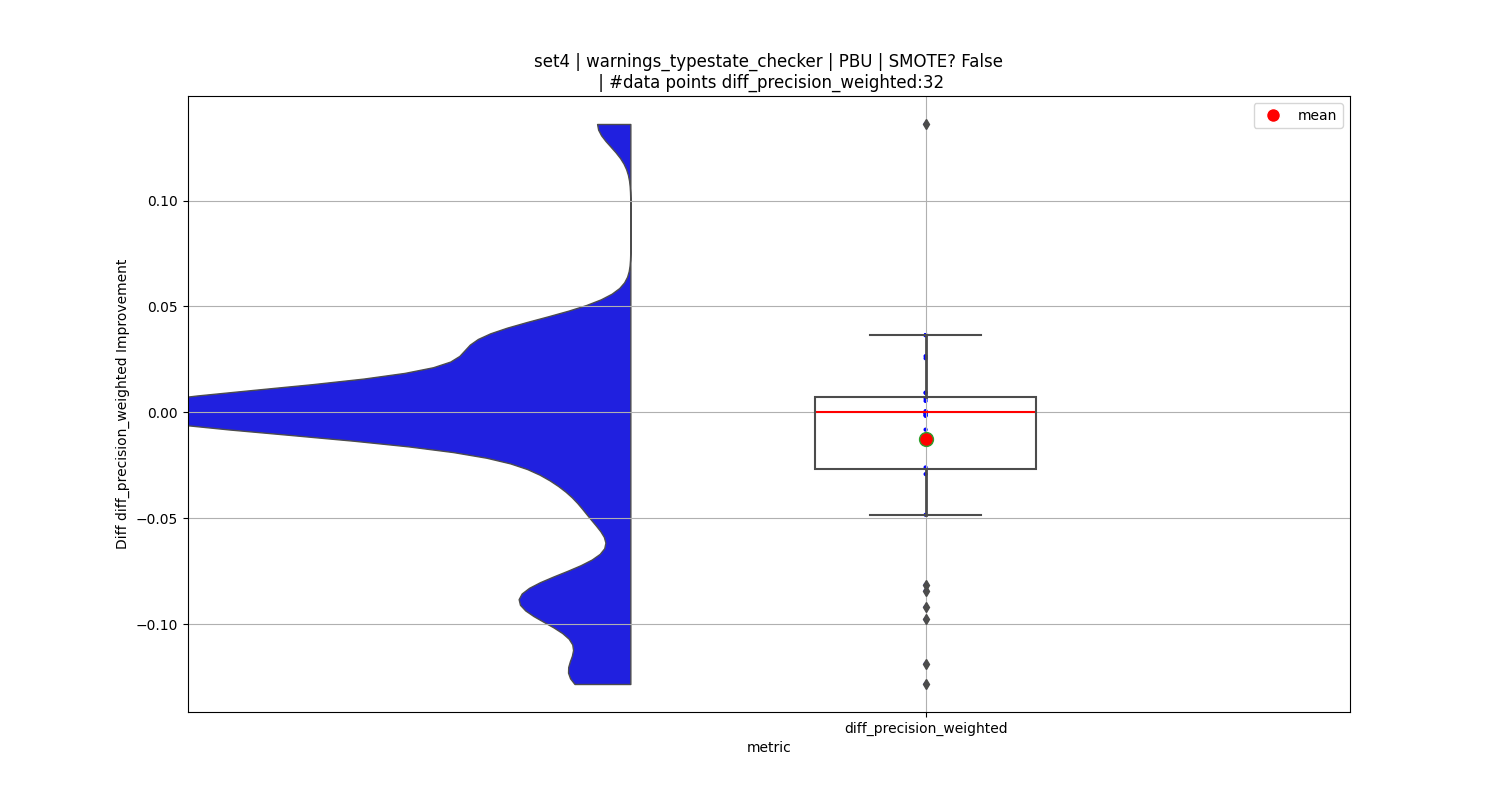 set4 | warnings_typestate_checker | PBU | SMOTE? False
| #data points diff_precision_weighted:32
mean
0.10
0.05
0.00
−0.05
−0.10
Diff diff_precision_weighted Improvement
diff_precision_weighted
metric